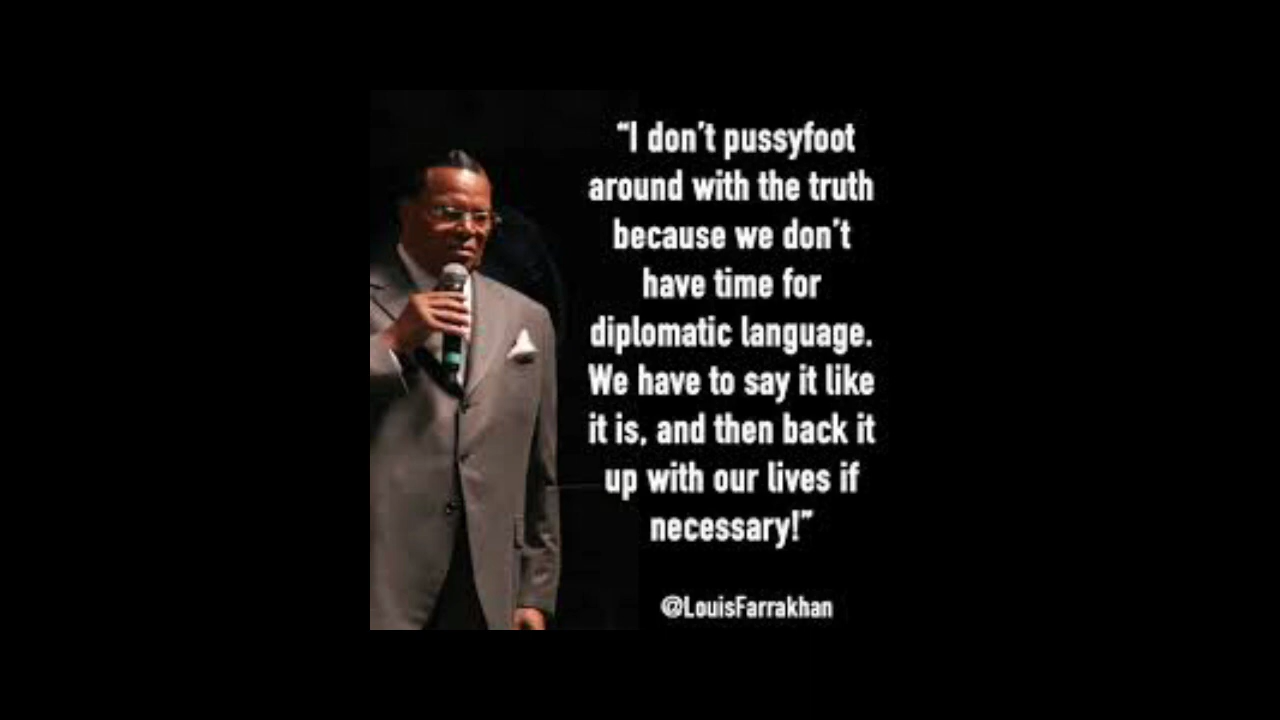 “I don’t pussyfoot
around with the truth
because we don’t
have time for
diplomatic language.
We have to say it like
it is, and then back it
up with our lives if
necessary!”
@LouisFarrakhan